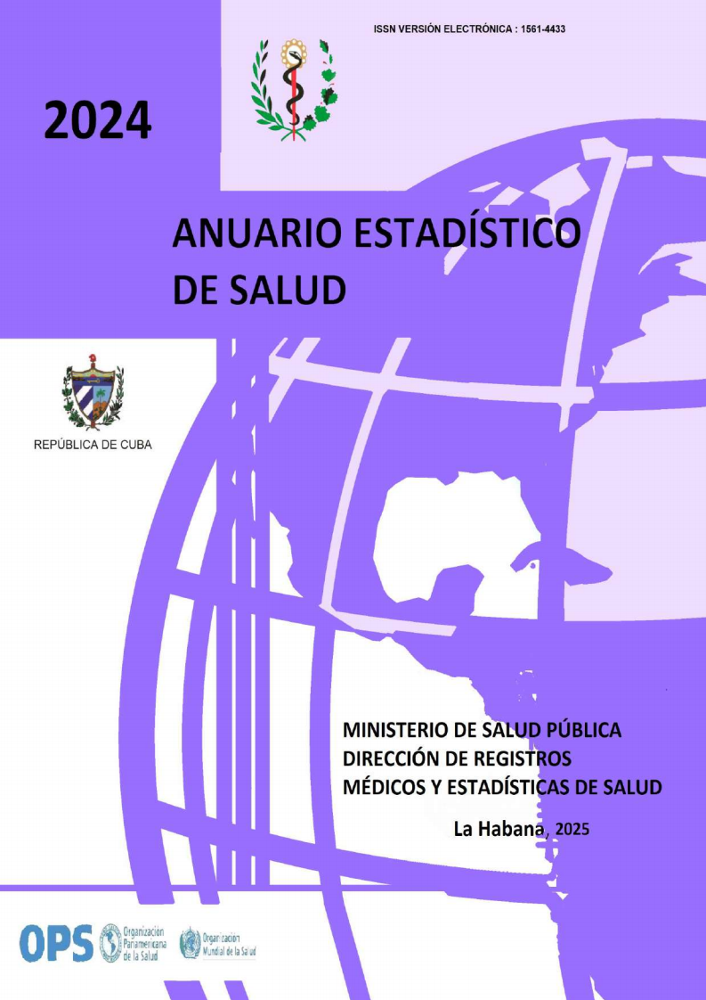 ISSN VERSIÓN ELECTRÓNICA : 1561-4433
2024
ANUARIO ESTADÍSTICO
DE SALUD
REPÚBLICA DE CUBA
MINISTERIO DE SALUD PÚBLICA
DIRECCIÓN DE REGISTROS
MÉDICOS Y ESTADÍSTICAS DE SALUD
La Habana, 2025
OPS
Organización
Panamericana
de la Salud
Organización
Mundial de la Salud